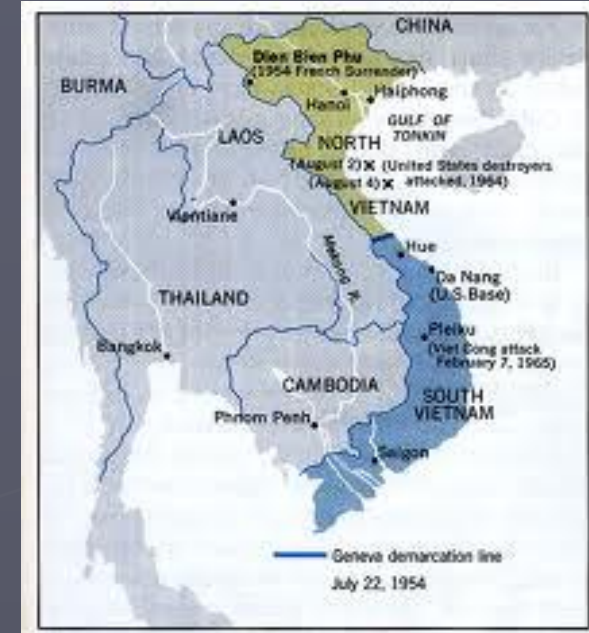 CHINA
Dien Bien Phu
(1954 French Surrender)
BURMA
Hanoi
Haiphong
GULF OF
TONKIN
LAOS
NORTH
(August 2) x (United States destroyers
(August 4) x attacked, 1964)
VIETNAM
Vientiane
Hue
Mekong R.
Da Nang
(U.S. Base)
THAILAND
Pleiku
(Viet Cong attack
February 7, 1965)
Bangkok
CAMBODIA
SOUTH
VIETNAM
Phnom Penh
Saigon
Geneva demarcation line
July 22, 1954